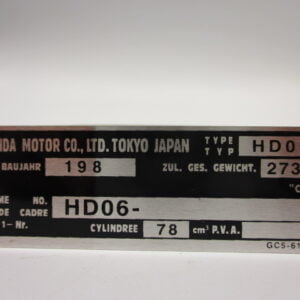 NDA MOTOR CO., LTD. TOKYO JAPAN TYPE TYP HD0
BAUJAHR 198 ZUL. GES. GEWICHT. 273
ME NO. HD06-
DE CADRE
1-Nr. CYLINDREE 78 cm³ P.V.A.
GC5-61